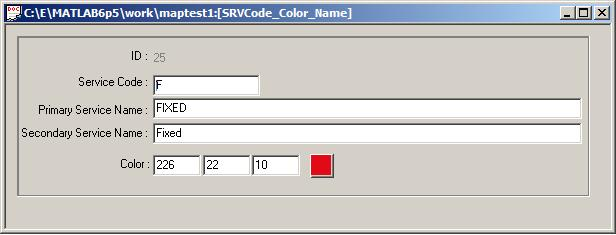 C:\E\MATLAB6p5\work\maptest1:[SRVCode_Color_Name]
ID : 25
Service Code : F
Primary Service Name : FIXED
Secondary Service Name : Fixed
Color : 226 22 10